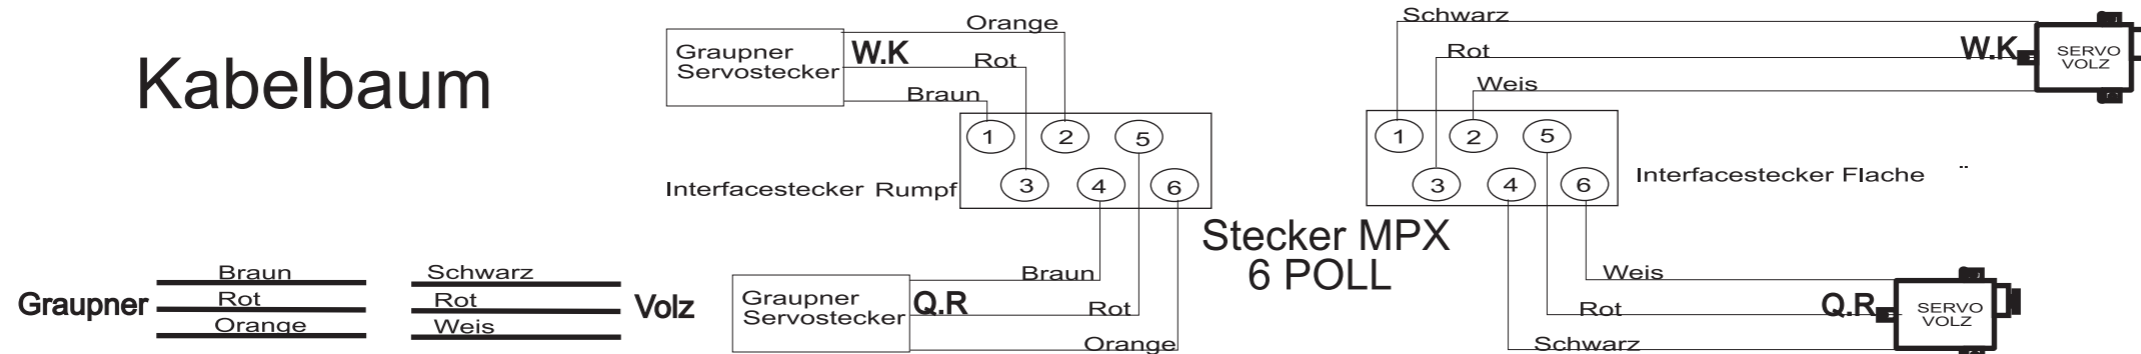 Kabelbaum
Graupner
Servostecker
W.K
Orange
Rot
Braun
1
2
5
3
4
6
Interfacestecker Rumpf
Schwarz
Rot
Weis
W.K
SERVO
VOLZ
1
2
5
3
4
6
Interfacestecker Flache ¨
Stecker MPX
6 POLL
Graupner
Braun
Rot
Orange
Schwarz
Rot
Weis
Volz
Graupner
Servostecker
Q.R
Braun
Rot
Orange
Weis
Rot
Schwarz
Q.R
SERVO
VOLZ